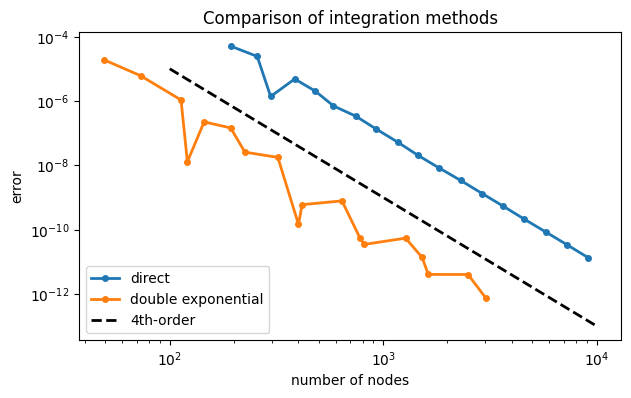 Comparison of integration methods
10⁻⁴
10⁻⁶
10⁻⁸
10⁻¹⁰
10⁻¹²
error
direct
double exponential
4th-order
10²
10³
10⁴
number of nodes